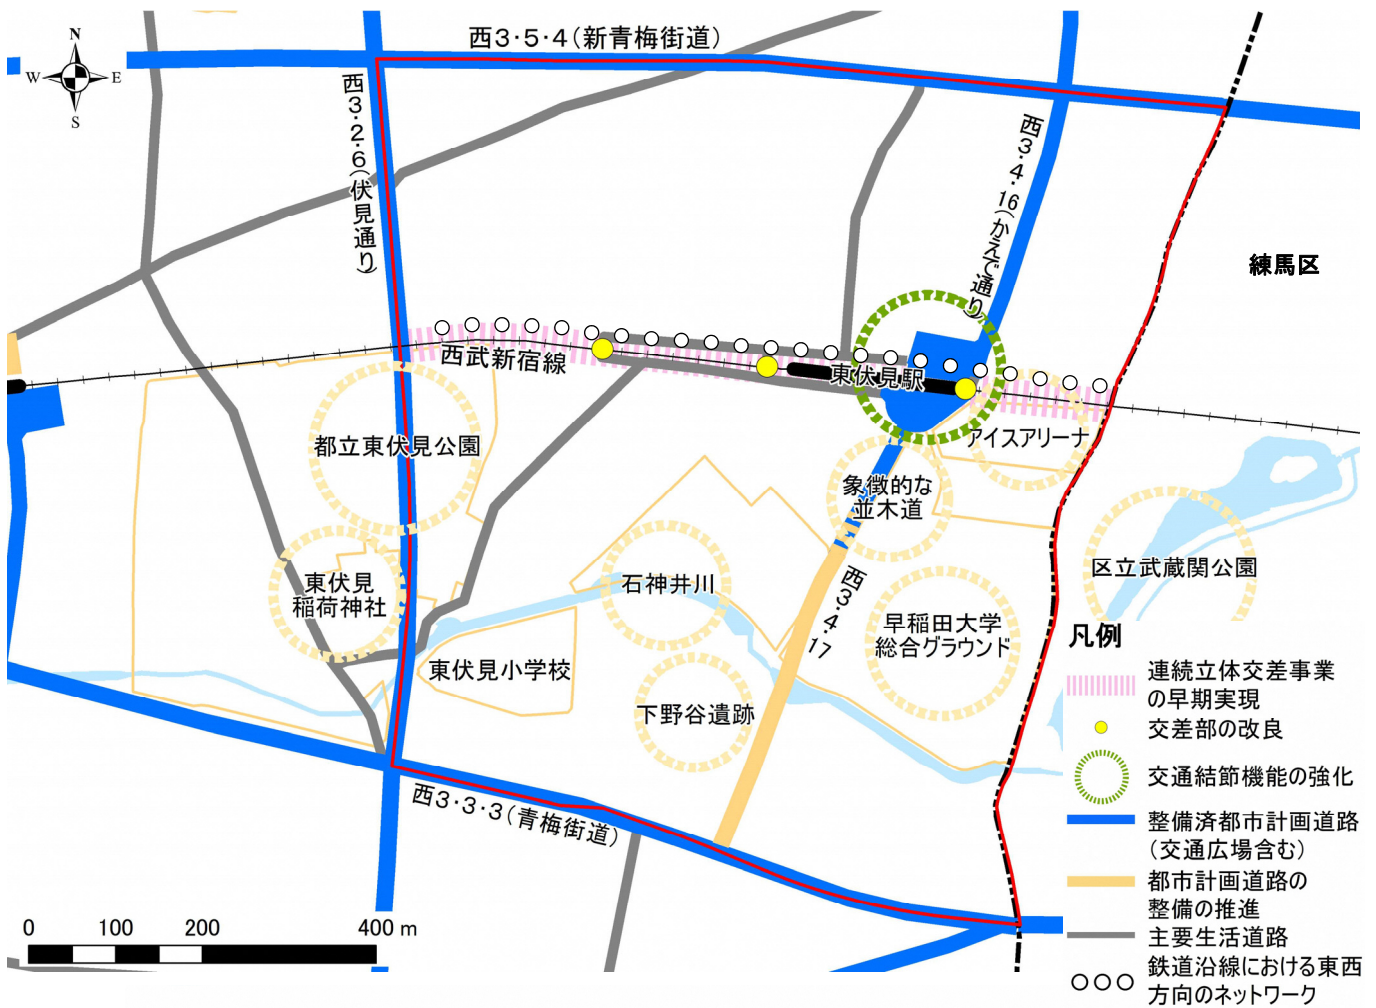 西3・5・4(新青梅街道)
N
W
E
S
西3・2・6(伏見通り)
西3・4・16(かえで通り)
練馬区
西武新宿線
東伏見駅
アイスアリーナ
都立東伏見公園
象徴的な
並木道
東伏見
稲荷神社
石神井川
西3・4・17
早稲田大学
総合グラウンド
区立武蔵関公園
東伏見小学校
下野谷遺跡
西3・3・3(青梅街道)
0 100 200 400 m
凡例
連続立体交差事業
の早期実現
交差部の改良
交通結節機能の強化
整備済都市計画道路
(交通広場含む)
都市計画道路の
整備の推進
主要生活道路
鉄道沿線における東西
方向のネットワーク